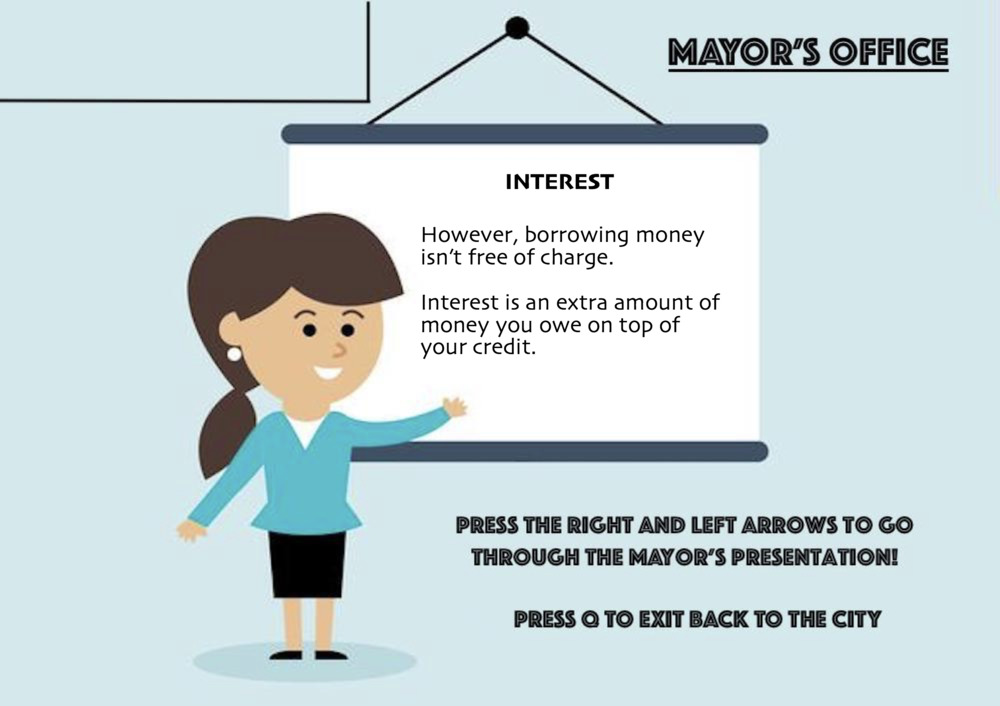 MAYOR'S OFFICE
INTEREST
However, borrowing money
isn't free of charge.
Interest is an extra amount of
money you owe on top of
your credit.
PRESS THE RIGHT AND LEFT ARROWS TO GO
THROUGH THE MAYOR'S PRESENTATION!
PRESS Q TO EXIT BACK TO THE CITY